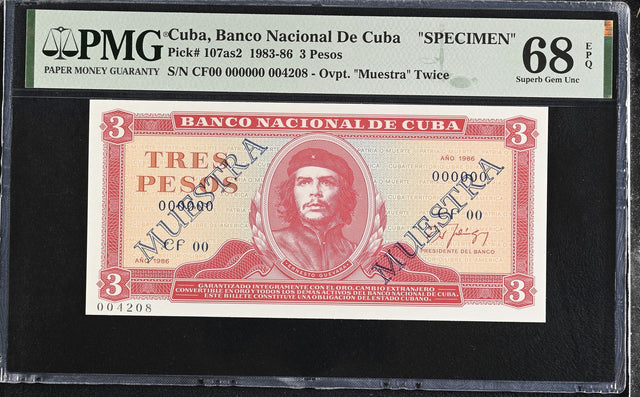 PMG
PAPER MONEY GUARANTY
Cuba, Banco Nacional De Cuba "SPECIMEN"
Pick# 107as2 1983-86 3 Pesos
S/N CF00 000000 004208 - Ovpt. "Muestra" Twice
68 EPQ
Superb Gem Unc
3 BANCO NACIONAL DE CUBA 3
TRES
PESOS
AÑO 1986
000000
000000
CF 00
CF 00
MUESTRA
MUESTRA
AÑO 1986
PRESIDENTE DEL BANCO
ERNESTO GUEVARA
3 3
GARANTIZADO INTEGRAMENTE CON EL ORO, CAMBIO EXTRANJERO
CONVERTIBLE EN ORO Y TODOS LOS DEMAS ACTIVOS DEL BANCO NACIONAL DE CUBA.
ESTE BILLETE CONSTITUYE UNA OBLIGACION DEL ESTADO CUBANO.
004208